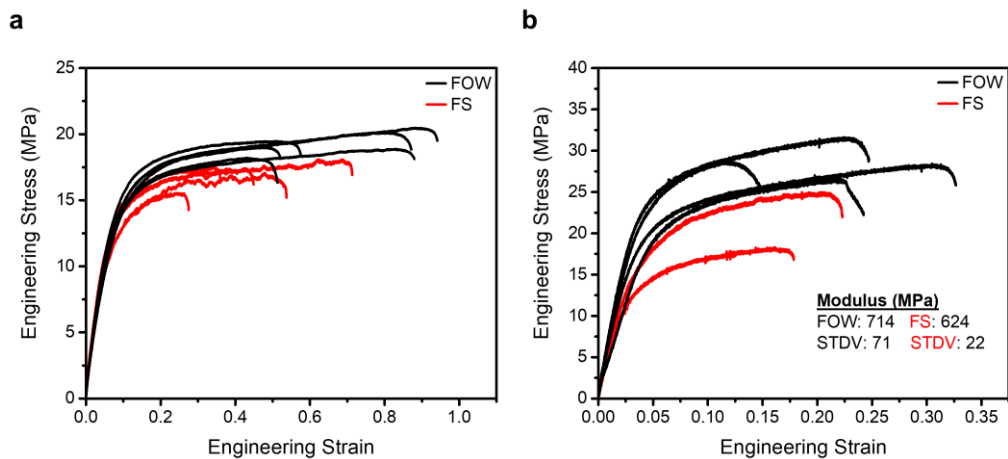 a
25
20
15
10
5
0
0.0 0.2 0.4 0.6 0.8 1.0
Engineering Stress (MPa)
Engineering Strain
FOW
FS
b
40
35
30
25
20
15
10
5
0
0.00 0.05 0.10 0.15 0.20 0.25 0.30 0.35
Engineering Stress (MPa)
Engineering Strain
FOW
FS
Modulus (MPa)
FOW: 714 FS: 624
STDV: 71 STDV: 22